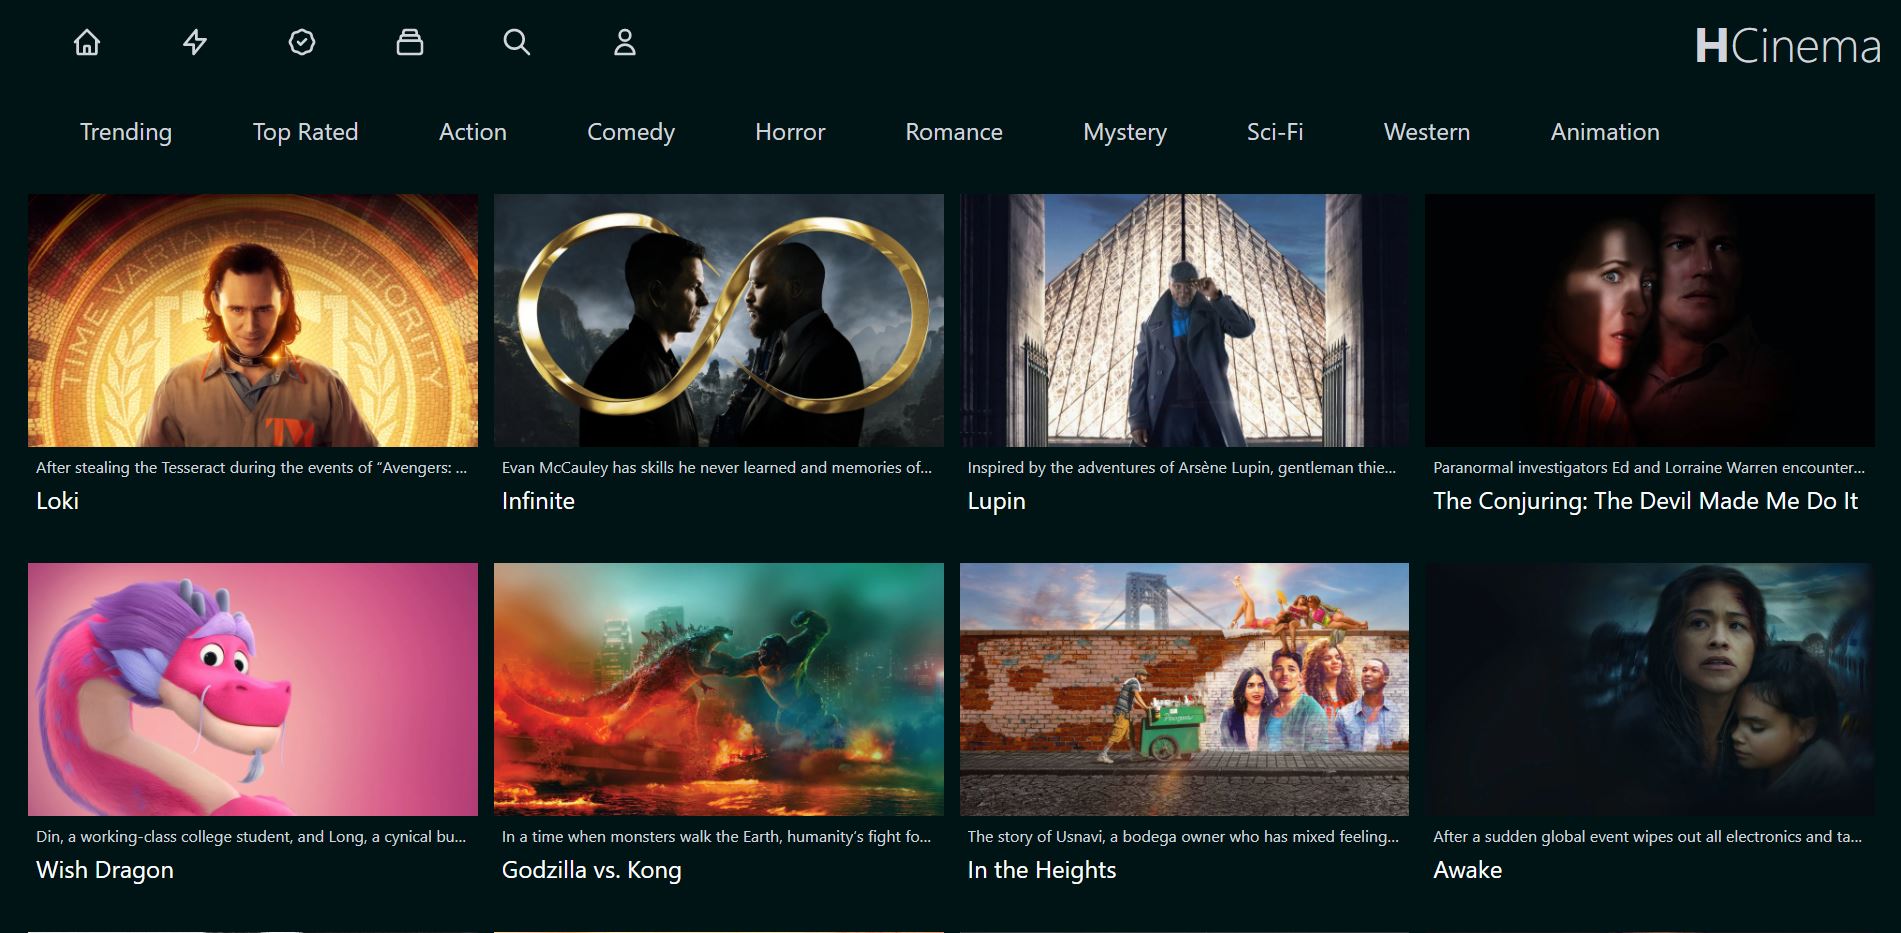 HCinema
Trending Top Rated Action Comedy Horror Romance Mystery Sci-Fi Western Animation
TIME VARIANCE AUTHORITY
After stealing the Tesseract during the events of “Avengers: ...
Loki
Evan McCauley has skills he never learned and memories of...
Infinite
Inspired by the adventures of Arsène Lupin, gentleman thie...
Lupin
Paranormal investigators Ed and Lorraine Warren encounter...
The Conjuring: The Devil Made Me Do It
Din, a working-class college student, and Long, a cynical bu...
Wish Dragon
In a time when monsters walk the Earth, humanity’s fight fo...
Godzilla vs. Kong
The story of Usnavi, a bodega owner who has mixed feeling...
In the Heights
After a sudden global event wipes out all electronics and ta...
Awake